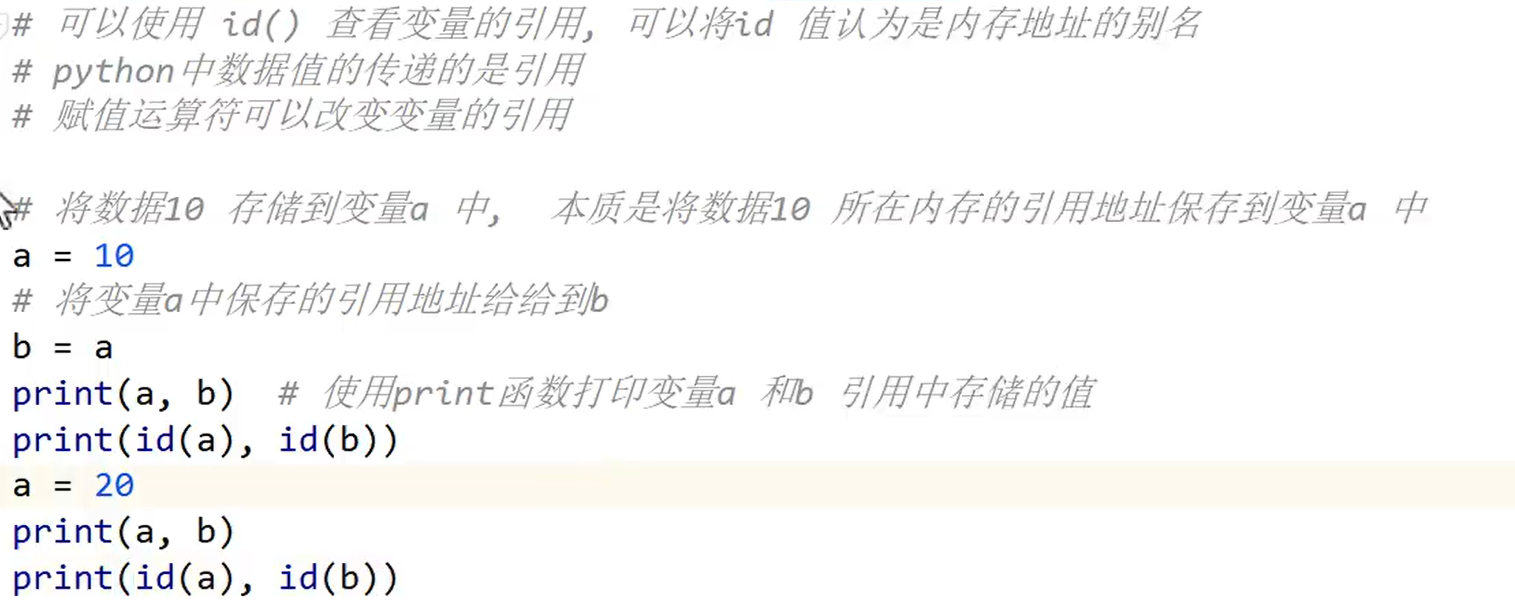 # 可以使用 id() 查看变量的引用, 可以将id 值认为是内存地址的别名
# python中数据值的传递的是引用
# 赋值运算符可以改变变量的引用
# 将数据10 存储到变量a 中, 本质是将数据10 所在内存的引用地址保存到变量a 中
a = 10
# 将变量a中保存的引用地址给给到b
b = a
print(a, b)  # 使用print函数打印变量a 和b 引用中存储的值
print(id(a), id(b))
a = 20
print(a, b)
print(id(a), id(b))